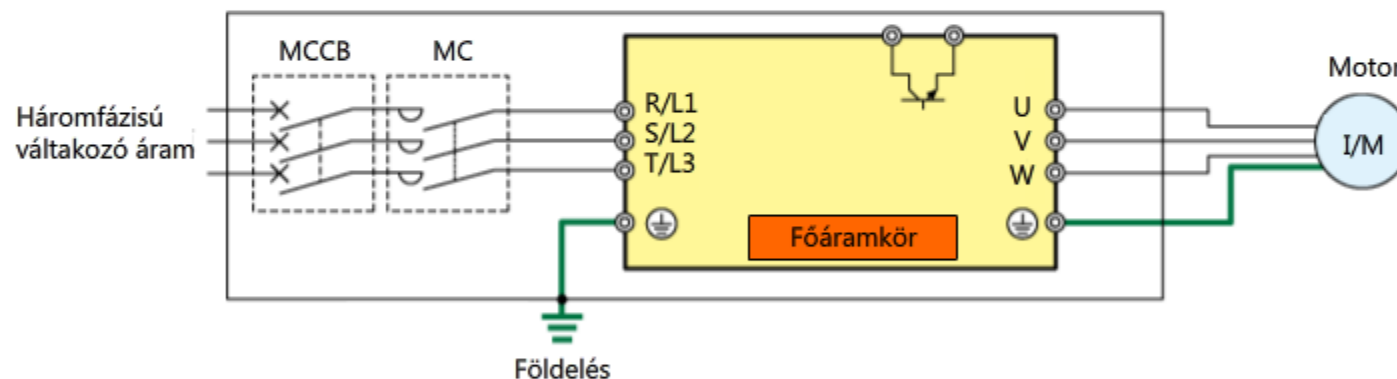 MCCB
MC
Motor
Háromfázisú
váltakozó áram
R/L1
S/L2
T/L3
U
V
W
I/M
Főáramkör
Földelés